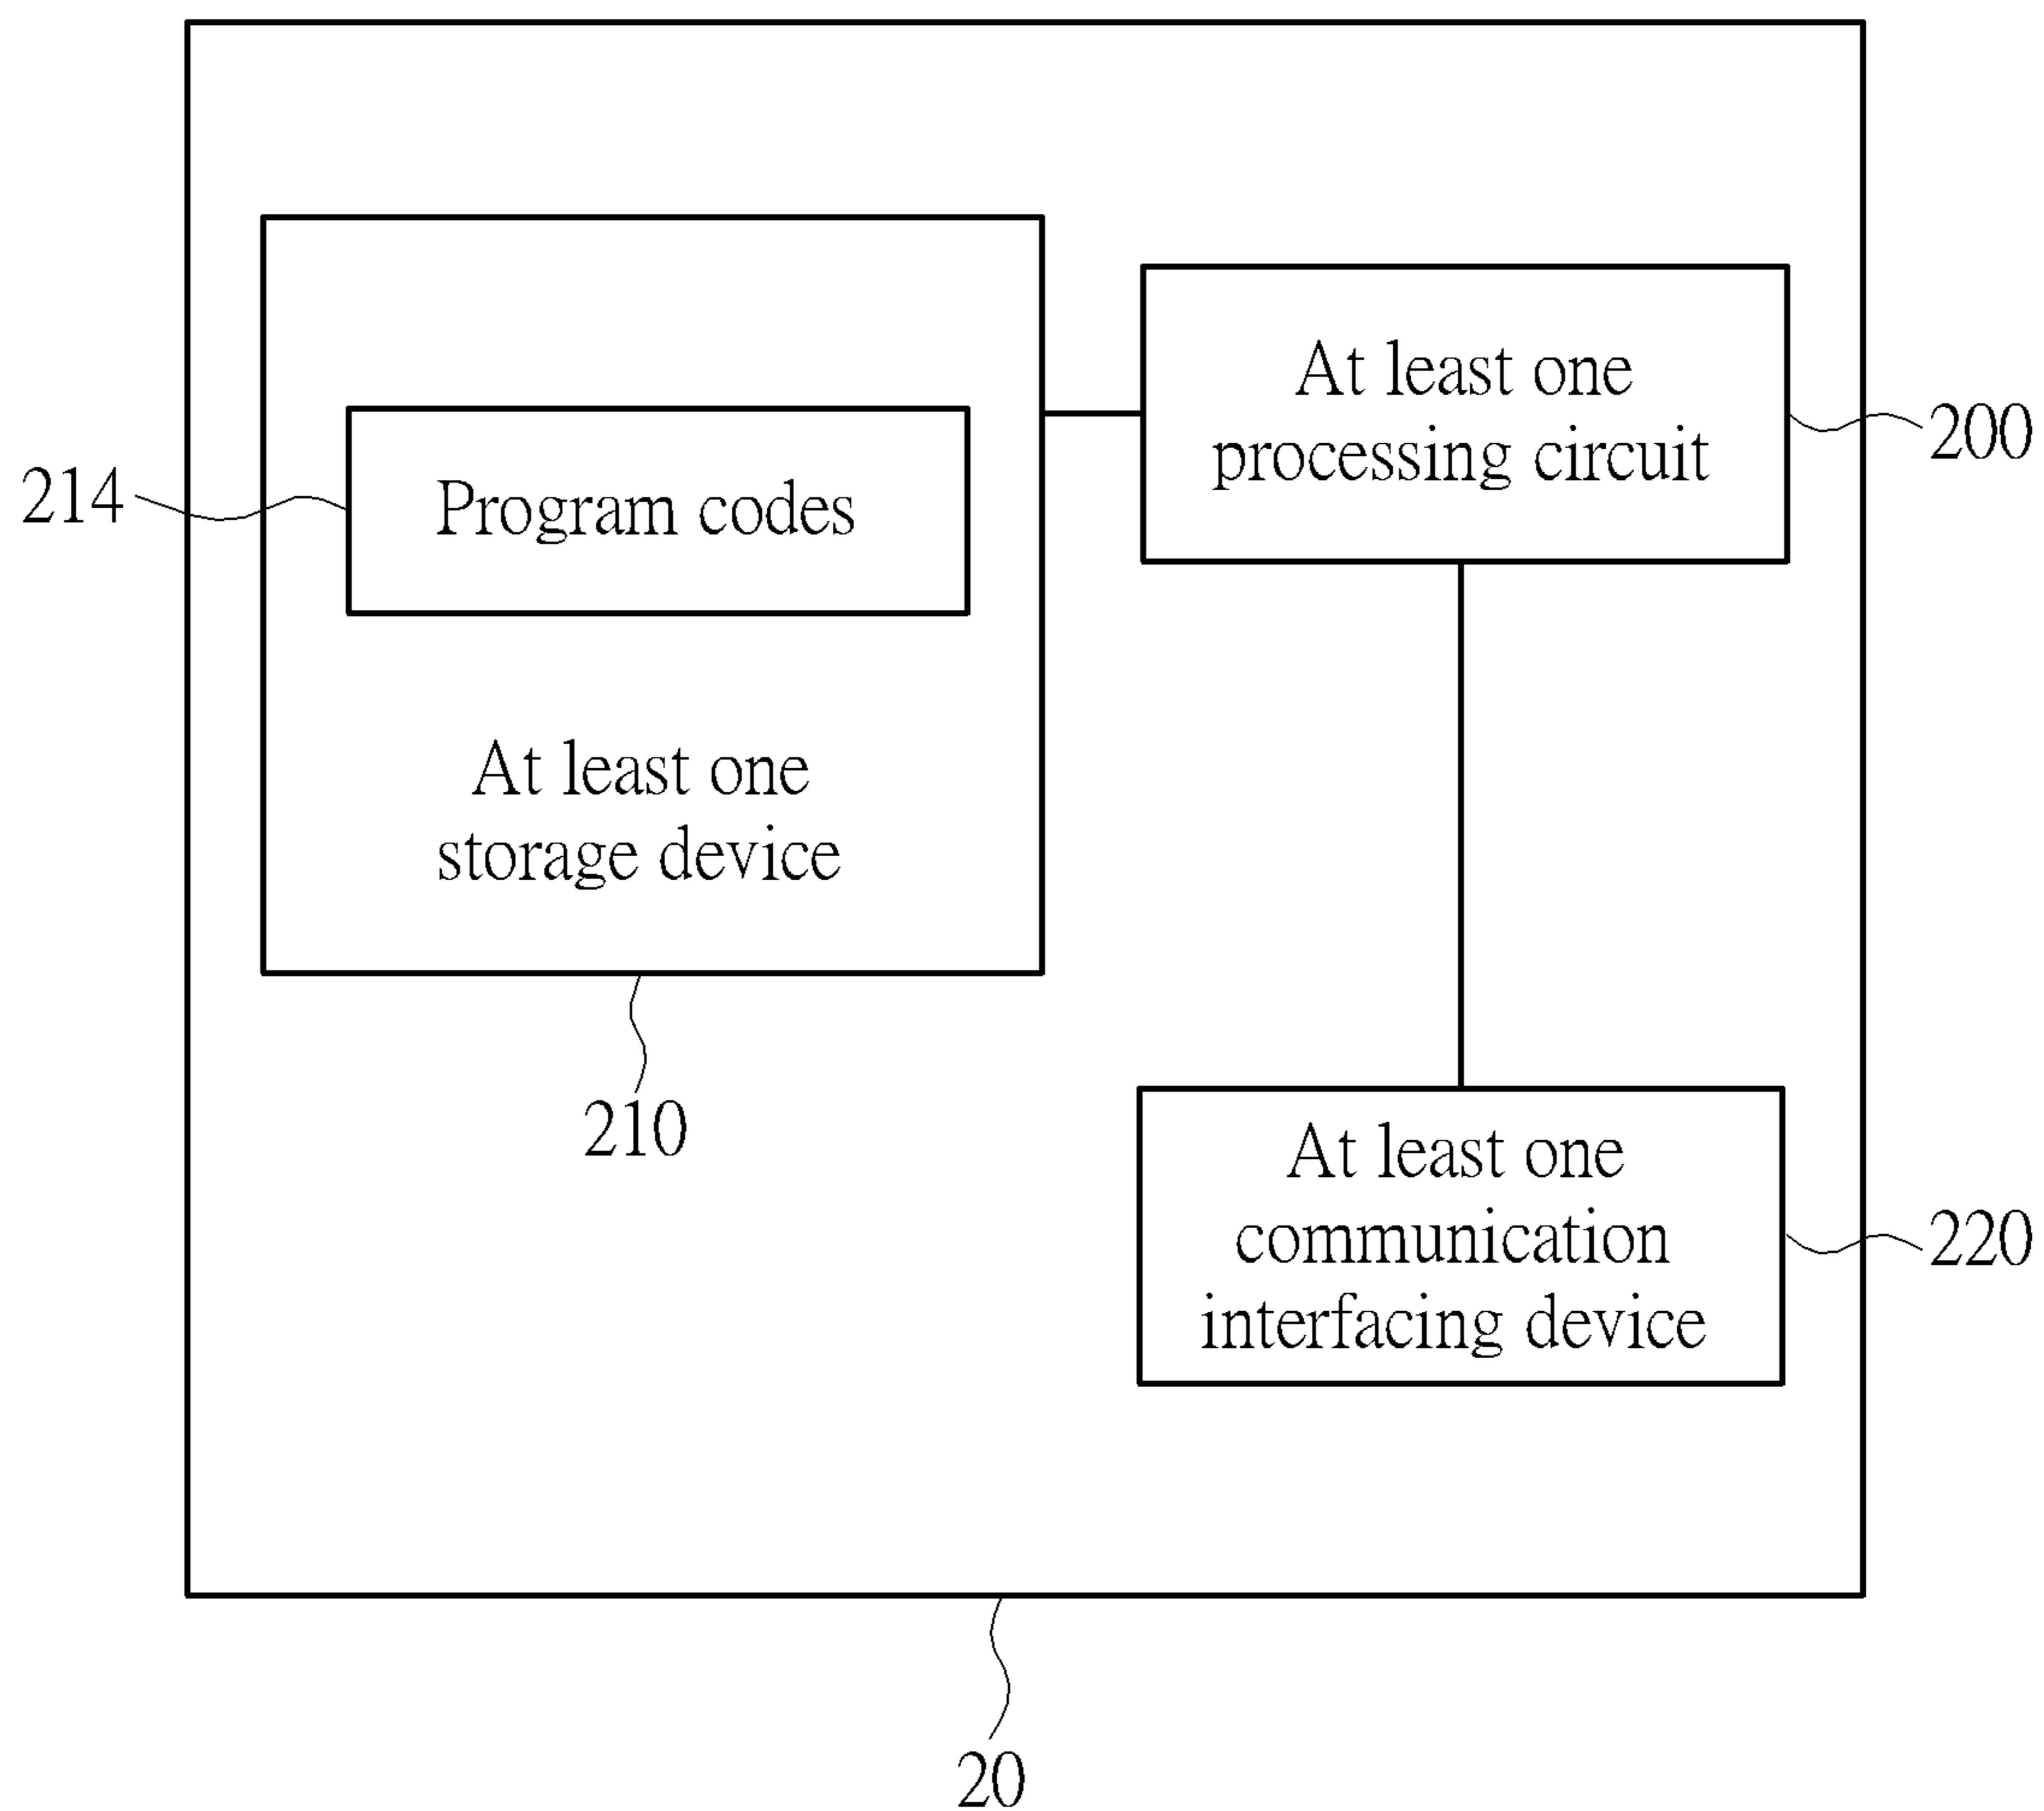 At least one
processing circuit
200
214
Program codes
At least one
storage device
210
At least one
communication
interfacing device
220
20